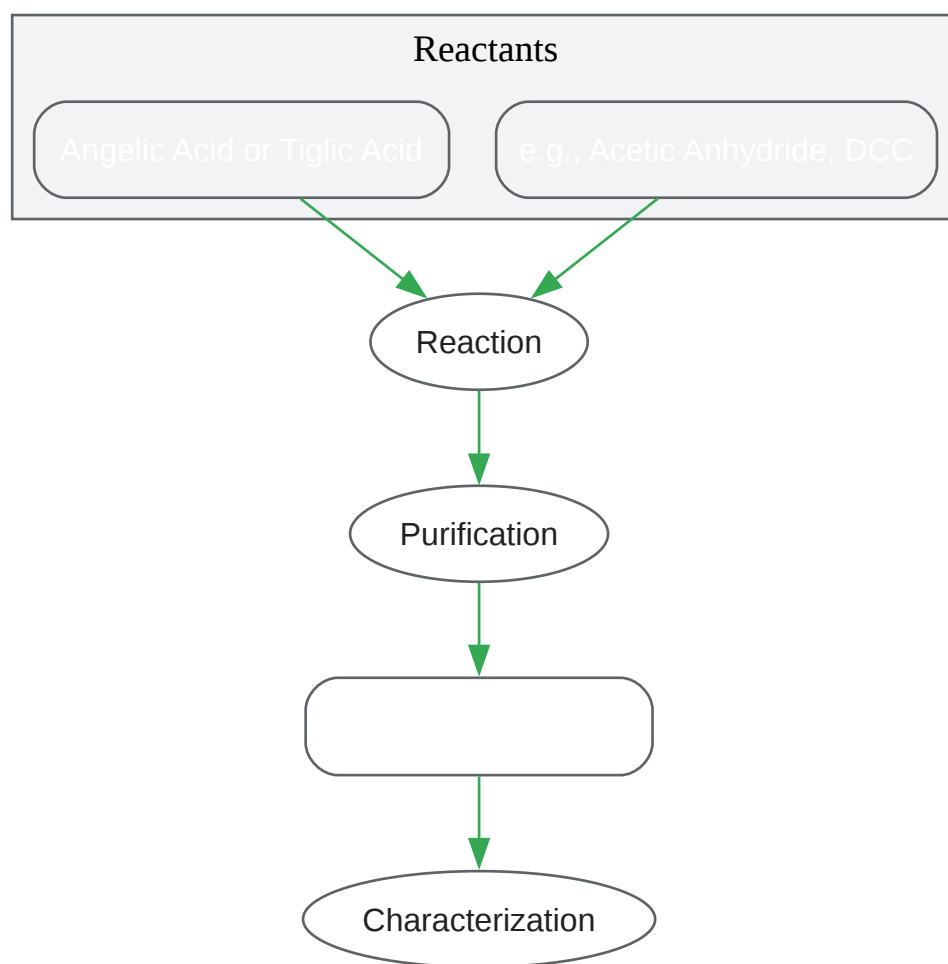 Reactants
Angelic Acid or Tiglic Acid
e.g., Acetic Anhydride, DCC
Reaction
Purification
Characterization